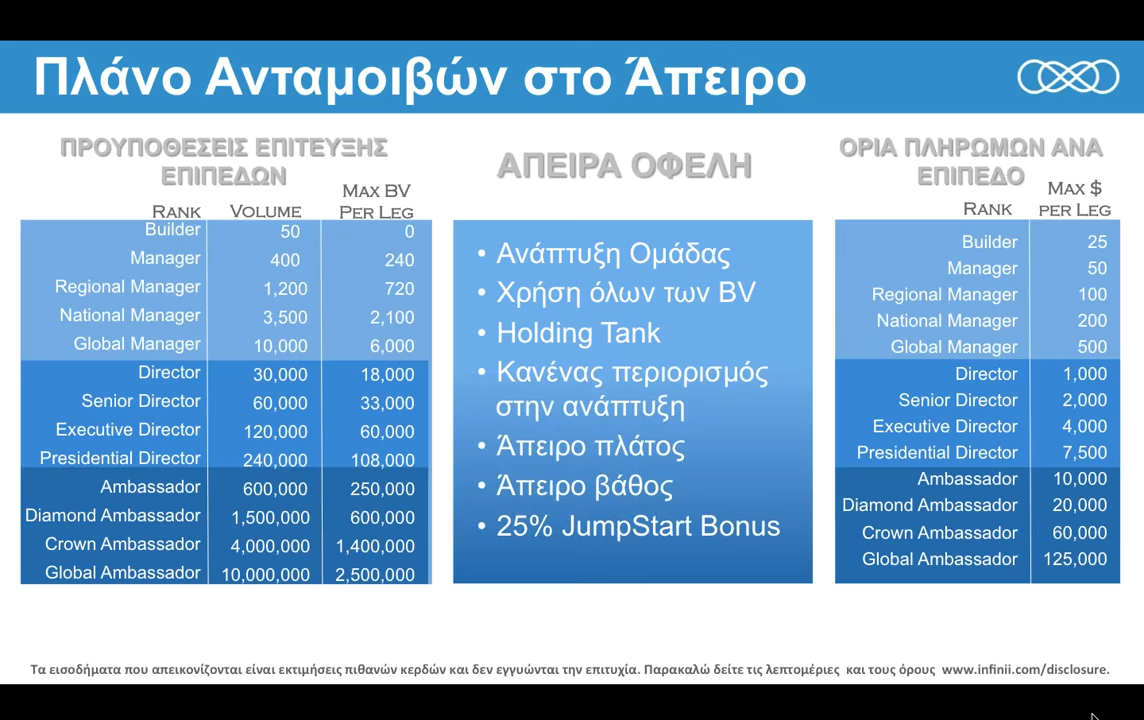 Πλάνο Ανταμοιβών στο Άπειρο
ΠΡΟΥΠΟΘΕΣΕΙΣ ΕΠΙΤΕΥΞΗΣ
ΕΠΙΠΕΔΩΝ
RANK VOLUME MAX BV PER LEG
Builder 50 0
Manager 400 240
Regional Manager 1,200 720
National Manager 3,500 2,100
Global Manager 10,000 6,000
Director 30,000 18,000
Senior Director 60,000 33,000
Executive Director 120,000 60,000
Presidential Director 240,000 108,000
Ambassador 600,000 250,000
Diamond Ambassador 1,500,000 600,000
Crown Ambassador 4,000,000 1,400,000
Global Ambassador 10,000,000 2,500,000
ΑΠΕΙΡΑ ΟΦΕΛΗ
• Ανάπτυξη Ομάδας
• Χρήση όλων των BV
• Holding Tank
• Κανένας περιορισμός
στην ανάπτυξη
• Άπειρο πλάτος
• Άπειρο βάθος
• 25% JumpStart Bonus
ΟΡΙΑ ΠΛΗΡΩΜΩΝ ΑΝΑ
ΕΠΙΠΕΔΟ
RANK MAX $ PER LEG
Builder 25
Manager 50
Regional Manager 100
National Manager 200
Global Manager 500
Director 1,000
Senior Director 2,000
Executive Director 4,000
Presidential Director 7,500
Ambassador 10,000
Diamond Ambassador 20,000
Crown Ambassador 60,000
Global Ambassador 125,000
Τα εισοδήματα που απεικονίζονται είναι εκτιμήσεις πιθανών κερδών και δεν εγγυώνται την επιτυχία. Παρακαλώ δείτε τις λεπτομέριες και τους όρους www.infinii.com/disclosure.